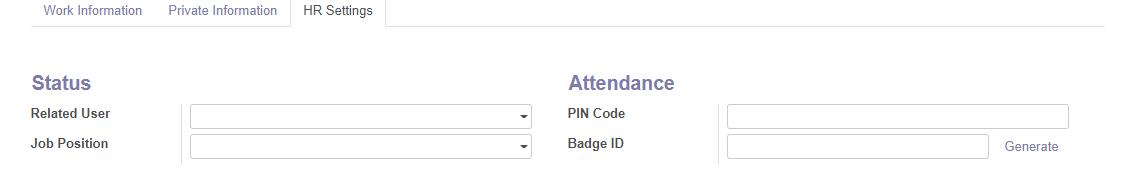 Work Information Private Information HR Settings
Status
Related User
Job Position
Attendance
PIN Code
Badge ID Generate